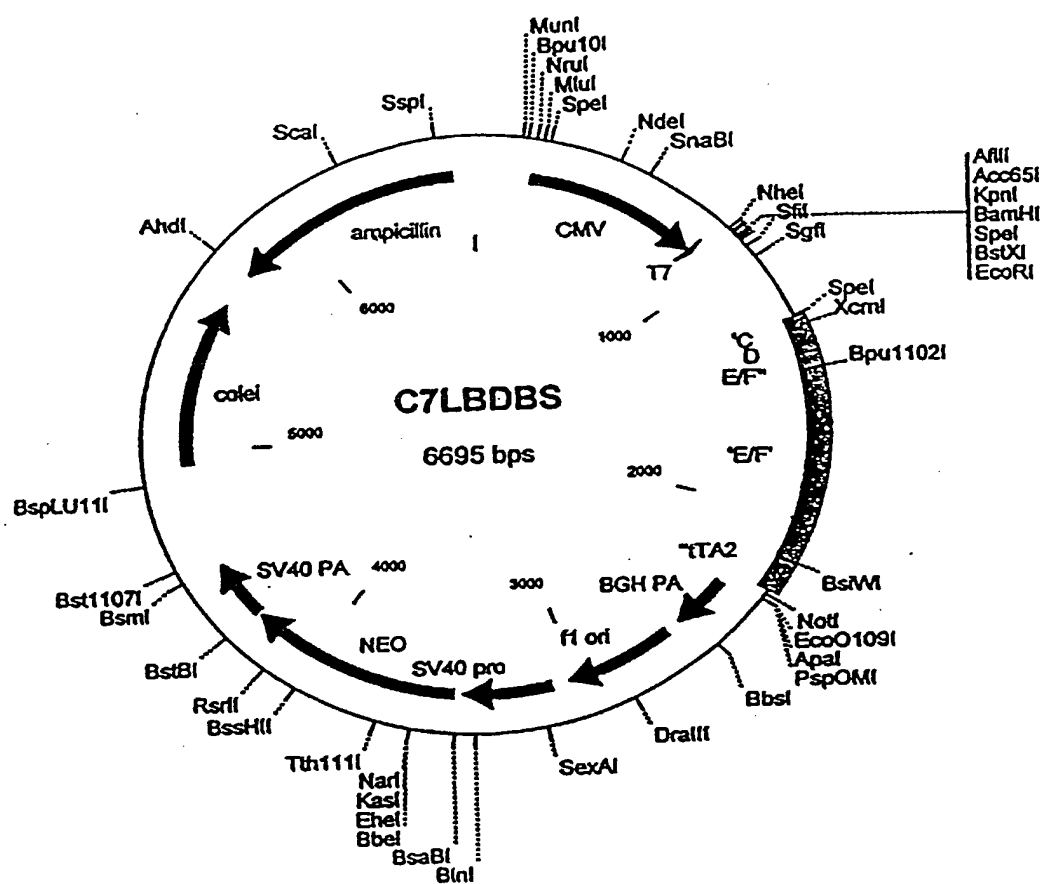 MunI
Bpu10I
NruI
MluI
SpeI
SspI
ScaI
NdeI
SnaBI
AflII
Acc65I
KpnI
BamHI
SpeI
BstXI
EcoRI
NheI
SfiI
SgfI
AhdI
ampicillin
I
CMV
T7
SpeI
XcmI
6000
1000
"C
D
E/F"
Bpu1102I
colei
C7LBDBS
5000
6695 bps
"E/F'
2000
BspLU11I
"tTA2
SV40 PA
4000
3000
BGH PA
BsiWI
Bst1107I
BsmI
NotI
EcoO109I
ApaI
PspOMI
NEO
SV40 pro
f1 ori
BstBI
BbsI
RsrII
BssHII
DraIII
Tth111I
SexAI
NarI
KasI
EheI
BbeI
BsaBI
BlnI